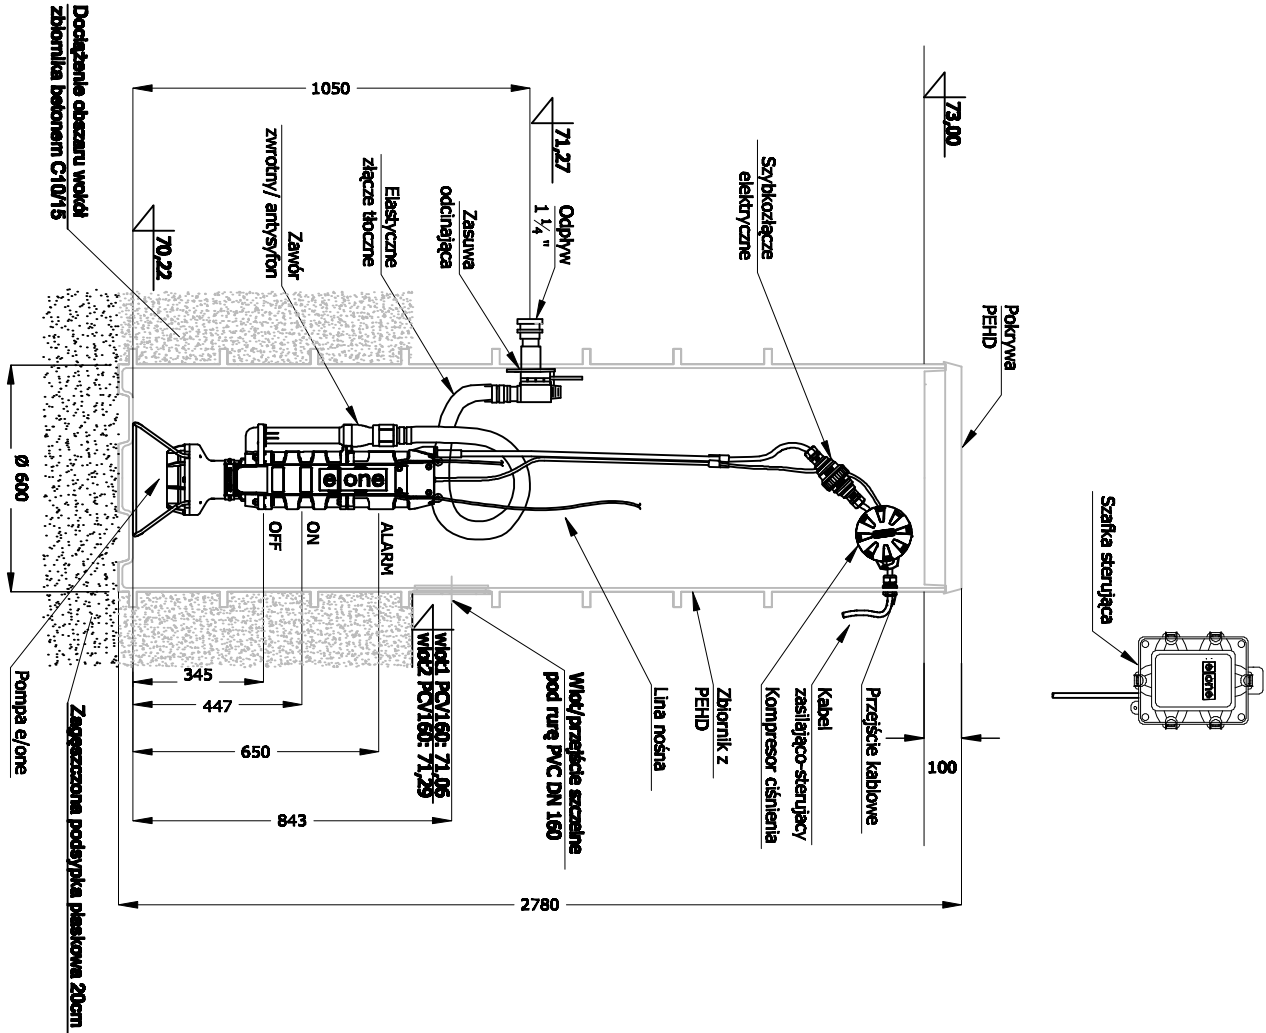 Szafka sterująca
e one
Pokrywa
PEHD
73,00
100
Szybkozłącze
elektryczne
Przejście kablowe
Kabel
zasilająco-sterujacy
Kompresor ciśnienia
Zbiornik z
PEHD
Lina nośna
Odpływ
1 ¼ "
71,27
Wlot/przejście szczelne
pod rurę PVC DN 160
wlot1 PCV160: 71,06
wlot2 PCV160: 71,29
Zasuwa
odcinająca
Elastyczne
złącze tłoczne
Zawór
zwrotny/ antysyfon
ALARM
ON
OFF
e one
1050
2780
843
650
447
345
70,22
Dociążenie obszaru wokół
zbiornika betonem C10/15
Ø 600
Pompa e/one
Zagęszczona podsypka piaskowa 20cm